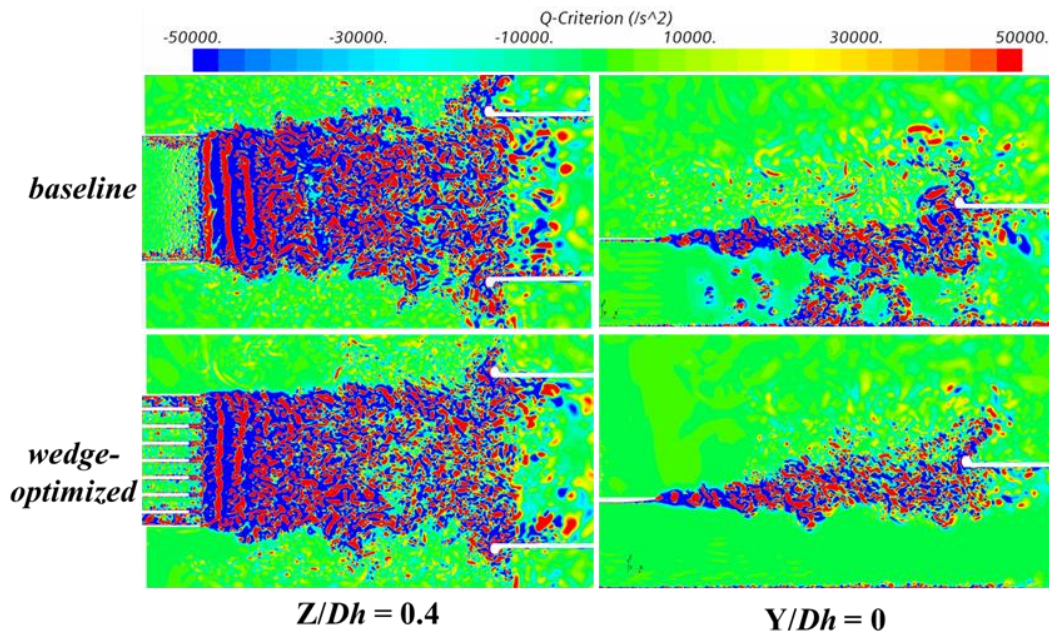 Q-Criterion (/s^2)
-50000. -30000. -10000. 10000. 30000. 50000.
baseline
wedge-
optimized
Z/Dh = 0.4 Y/Dh = 0